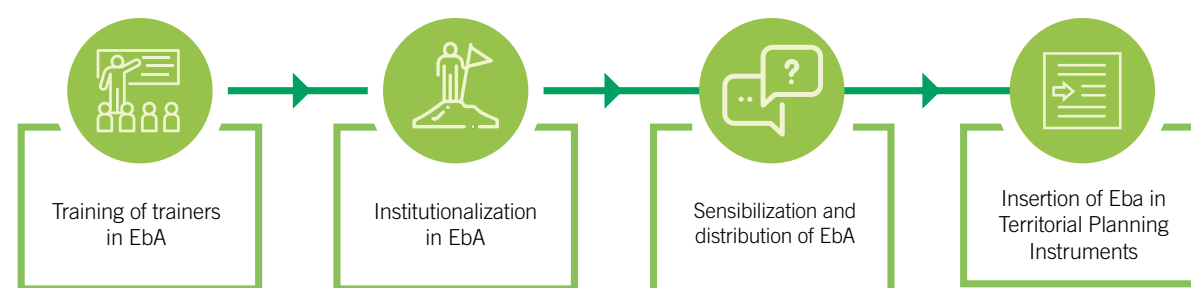 Training of trainers
in EbA
Institutionalization
in EbA
Sensibilization and
distribution of EbA
Insertion of Eba in
Territorial Planning
Instruments
?